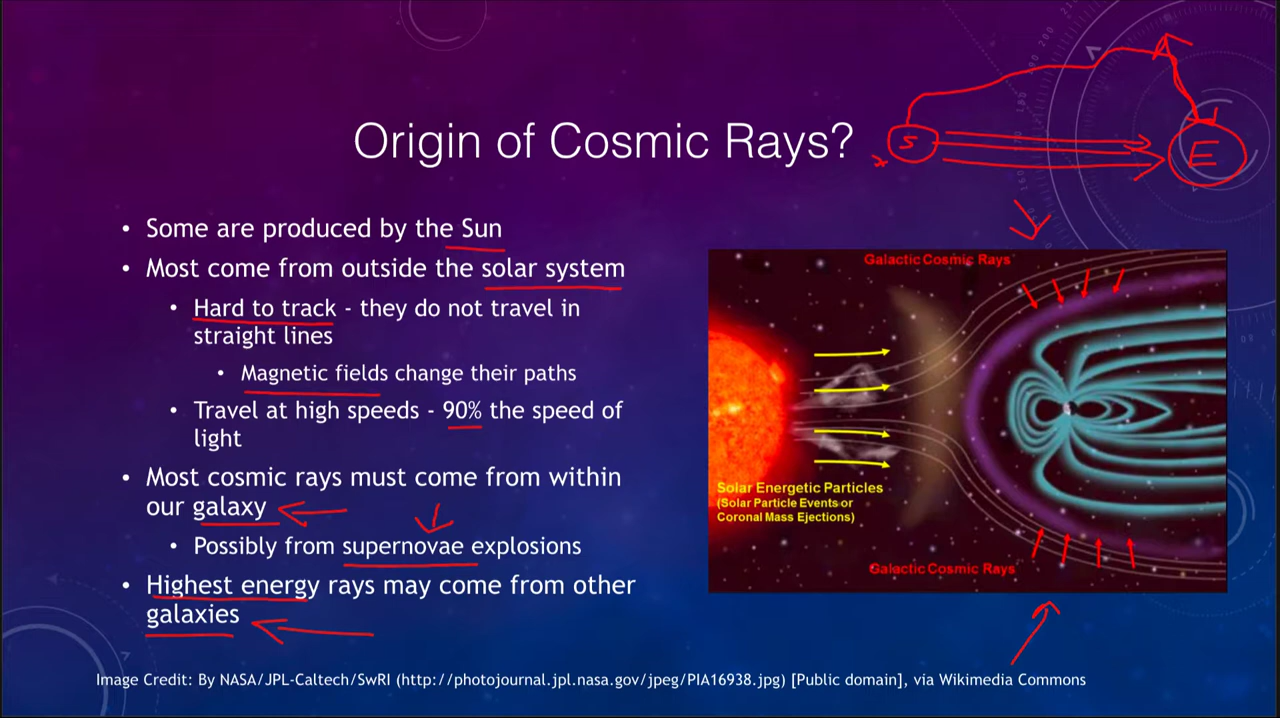 Origin of Cosmic Rays?
S
E
• Some are produced by the Sun
• Most come from outside the solar system
• Hard to track - they do not travel in
straight lines
• Magnetic fields change their paths
• Travel at high speeds - 90% the speed of
light
• Most cosmic rays must come from within
our galaxy
• Possibly from supernovae explosions
• Highest energy rays may come from other
galaxies
Galactic Cosmic Rays
Solar Energetic Particles
(Solar Particle Events or
Coronal Mass Ejections)
Galactic Cosmic Rays
Image Credit: By NASA/JPL-Caltech/SwRI (http://photojournal.jpl.nasa.gov/jpeg/PIA16938.jpg) [Public domain], via Wikimedia Commons